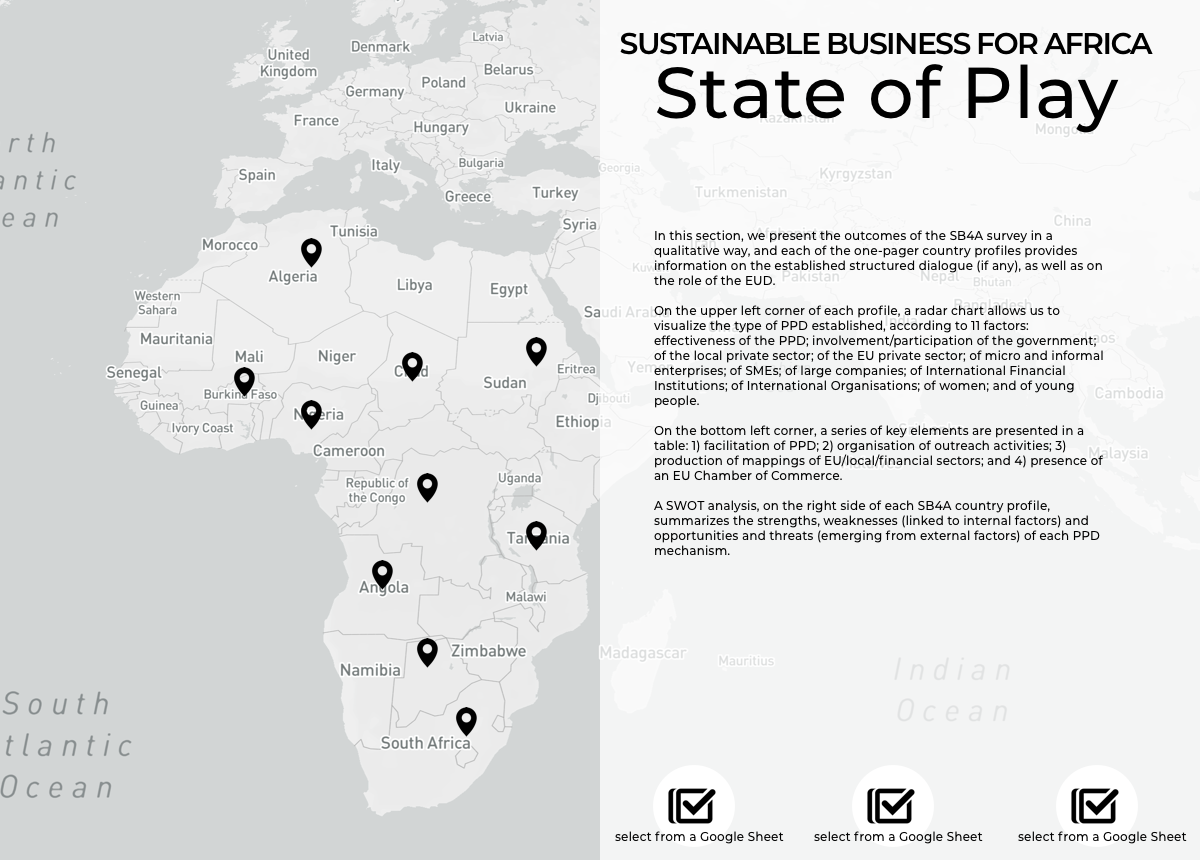 SUSTAINABLE BUSINESS FOR AFRICA
State of Play
In this section, we present the outcomes of the SB4A survey in a
qualitative way, and each of the one-pager country profiles provides
information on the established structured dialogue (if any), as well as on
the role of the EUD.
On the upper left corner of each profile, a radar chart allows us to
visualize the type of PPD established, according to 11 factors:
effectiveness of the PPD; involvement/participation of the government;
of the local private sector; of the EU private sector; of micro and informal
enterprises; of SMEs; of large companies; of International Financial
Institutions; of International Organisations; of women; and of young
people.
On the bottom left corner, a series of key elements are presented in a
table: 1) facilitation of PPD; 2) organisation of outreach activities; 3)
production of mappings of EU/local/financial sectors; and 4) presence of
an EU Chamber of Commerce.
A SWOT analysis, on the right side of each SB4A country profile,
summarizes the strengths, weaknesses (linked to internal factors) and
opportunities and threats (emerging from external factors) of each PPD
mechanism.
select from a Google Sheet
select from a Google Sheet
select from a Google Sheet
Latvia
Denmark
United
Kingdom
Belarus
Poland
Germany
Ukraine
France
Hungary
Italy
Bulgaria
Spain
Greece
Turkey
Georgia
Kazakhstan
Turkmenistan
Kyrgyzstan
China
Syria
Tunisia
Morocco
Algeria
Libya
Egypt
Pakistan
Nepal
Bhutan
Bangladesh
India
Western
Sahara
Mauritania
Mali
Niger
Senegal
Sudan
Eritrea
Burkina Faso
Guinea
Ivory Coast
Djibouti
Ethiopia
Cameroon
Cambodia
Malaysia
Republic of
the Congo
Uganda
Angola
Malawi
Zimbabwe
Namibia
Madagascar
Mauritius
South Africa
Indian
Ocean
South
tlantic
Ocean
rth
antic
ean